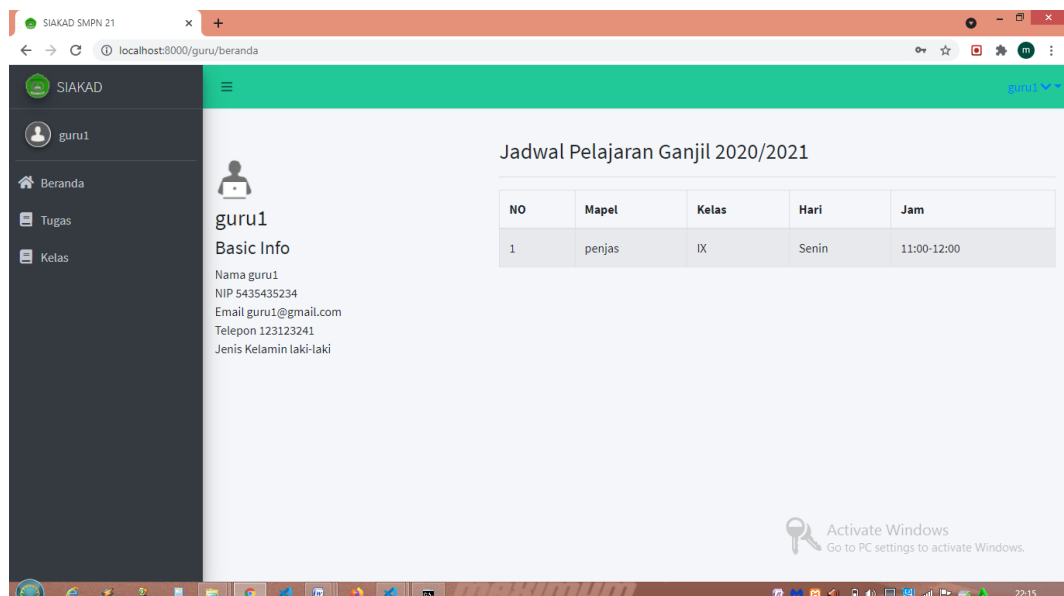 SIAKAD SMPN 21
localhost:8000/guru/beranda
m
SIAKAD
guru1
guru1
Beranda
Tugas
Kelas
guru1
Basic Info
Nama guru1
NIP 5435435234
Email guru1@gmail.com
Telepon 123123241
Jenis Kelamin laki-laki
Jadwal Pelajaran Ganjil 2020/2021
NO Mapel Kelas Hari Jam
1 penjas IX Senin 11:00-12:00
Activate Windows
Go to PC settings to activate Windows.
maximum
22:15